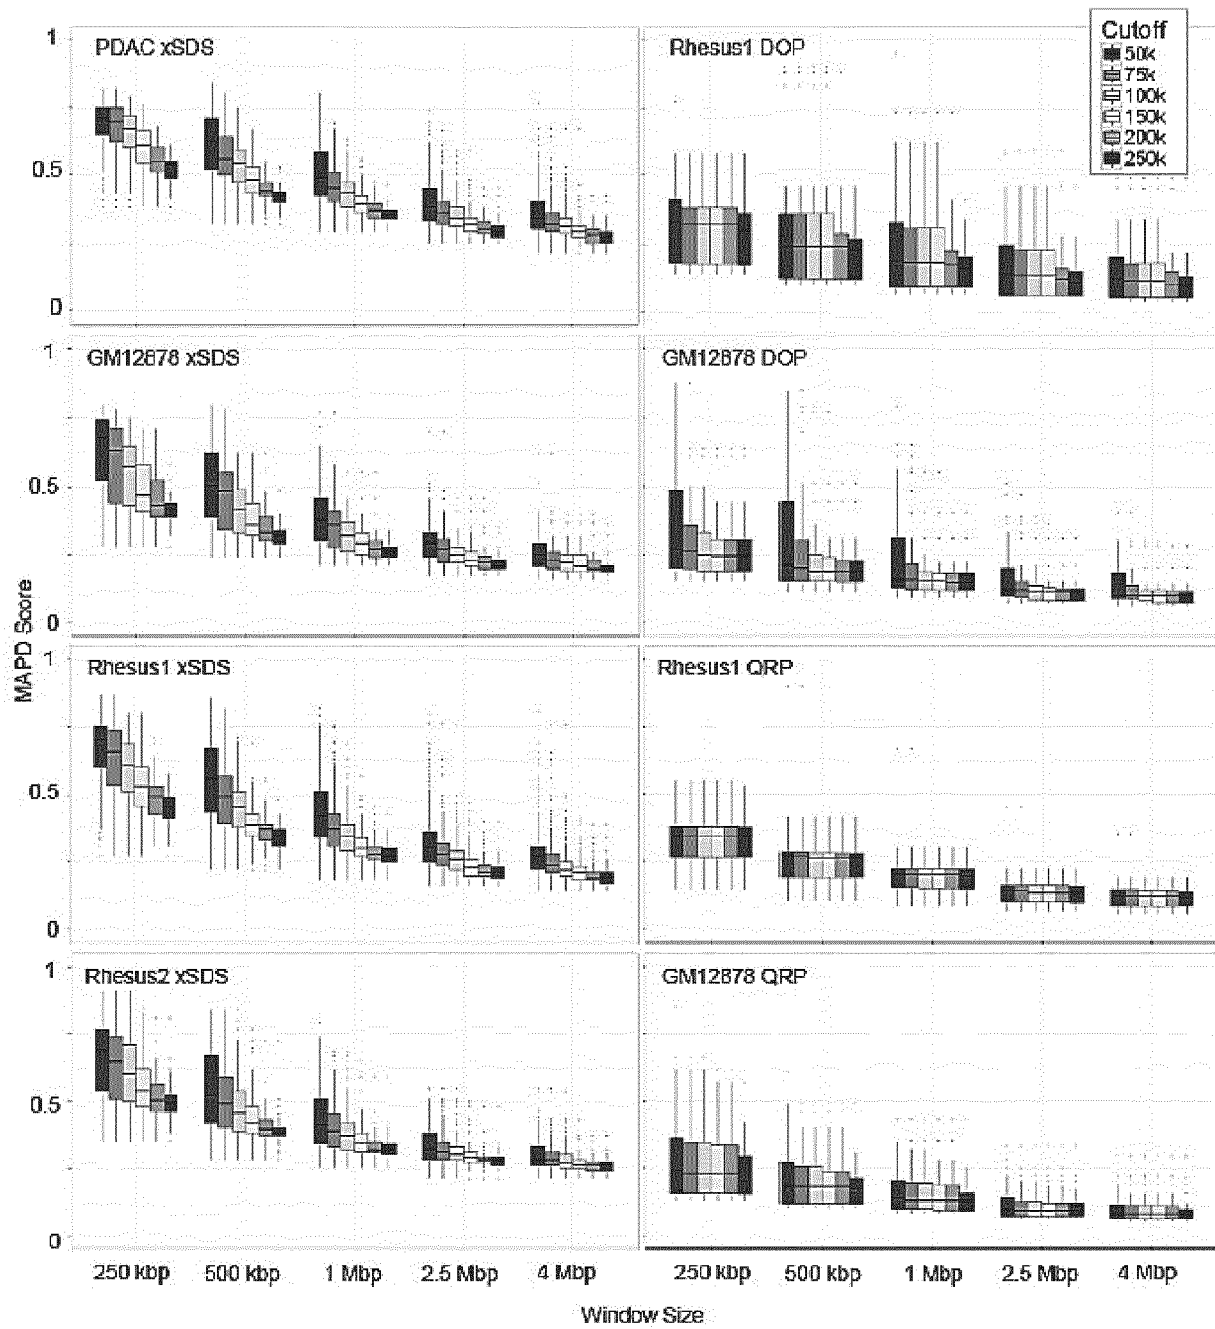 PDAC xSDS
1
0.5
0
Rhesus1 DOP
Cutoff
50k
75k
100k
150k
200k
250k
GM12878 xSDS
1
0.5
0
GM12878 DOP
MAPD Score
Rhesus1 xSDS
1
0.5
0
Rhesus1 QRP
Rhesus2 xSDS
1
0.5
0
GM12878 QRP
250 kbp
500 kbp
1 Mbp
2.5 Mbp
4 Mbp
250 kbp
500 kbp
1 Mbp
2.5 Mbp
4 Mbp
Window Size